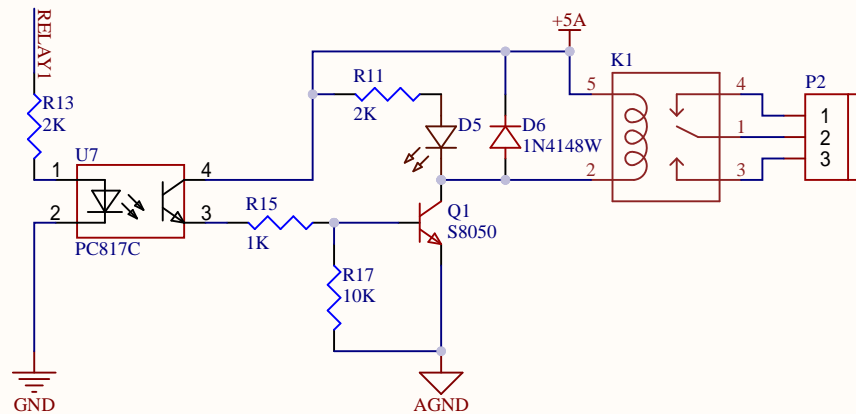 RELAY1
R13
2K
U7
1
2
4
3
PC817C
GND
R11
2K
R15
1K
R17
10K
D5
D6
1N4148W
Q1
S8050
AGND
+5A
K1
5
2
4
1
3
P2
1
2
3